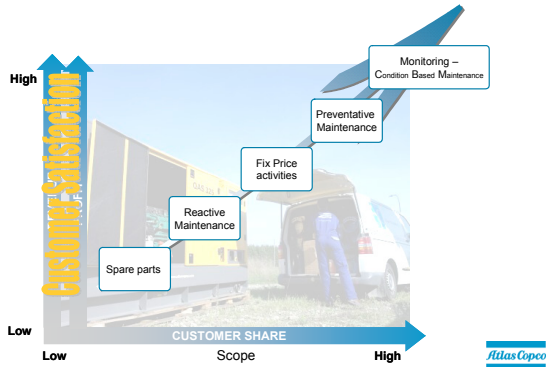 High
Monitoring –
Condition Based Maintenance
Preventative
Maintenance
Fix Price
activities
Reactive
Maintenance
Spare parts
Customer Satisfaction
Low
CUSTOMER SHARE
Low
Scope
High
Atlas Copco